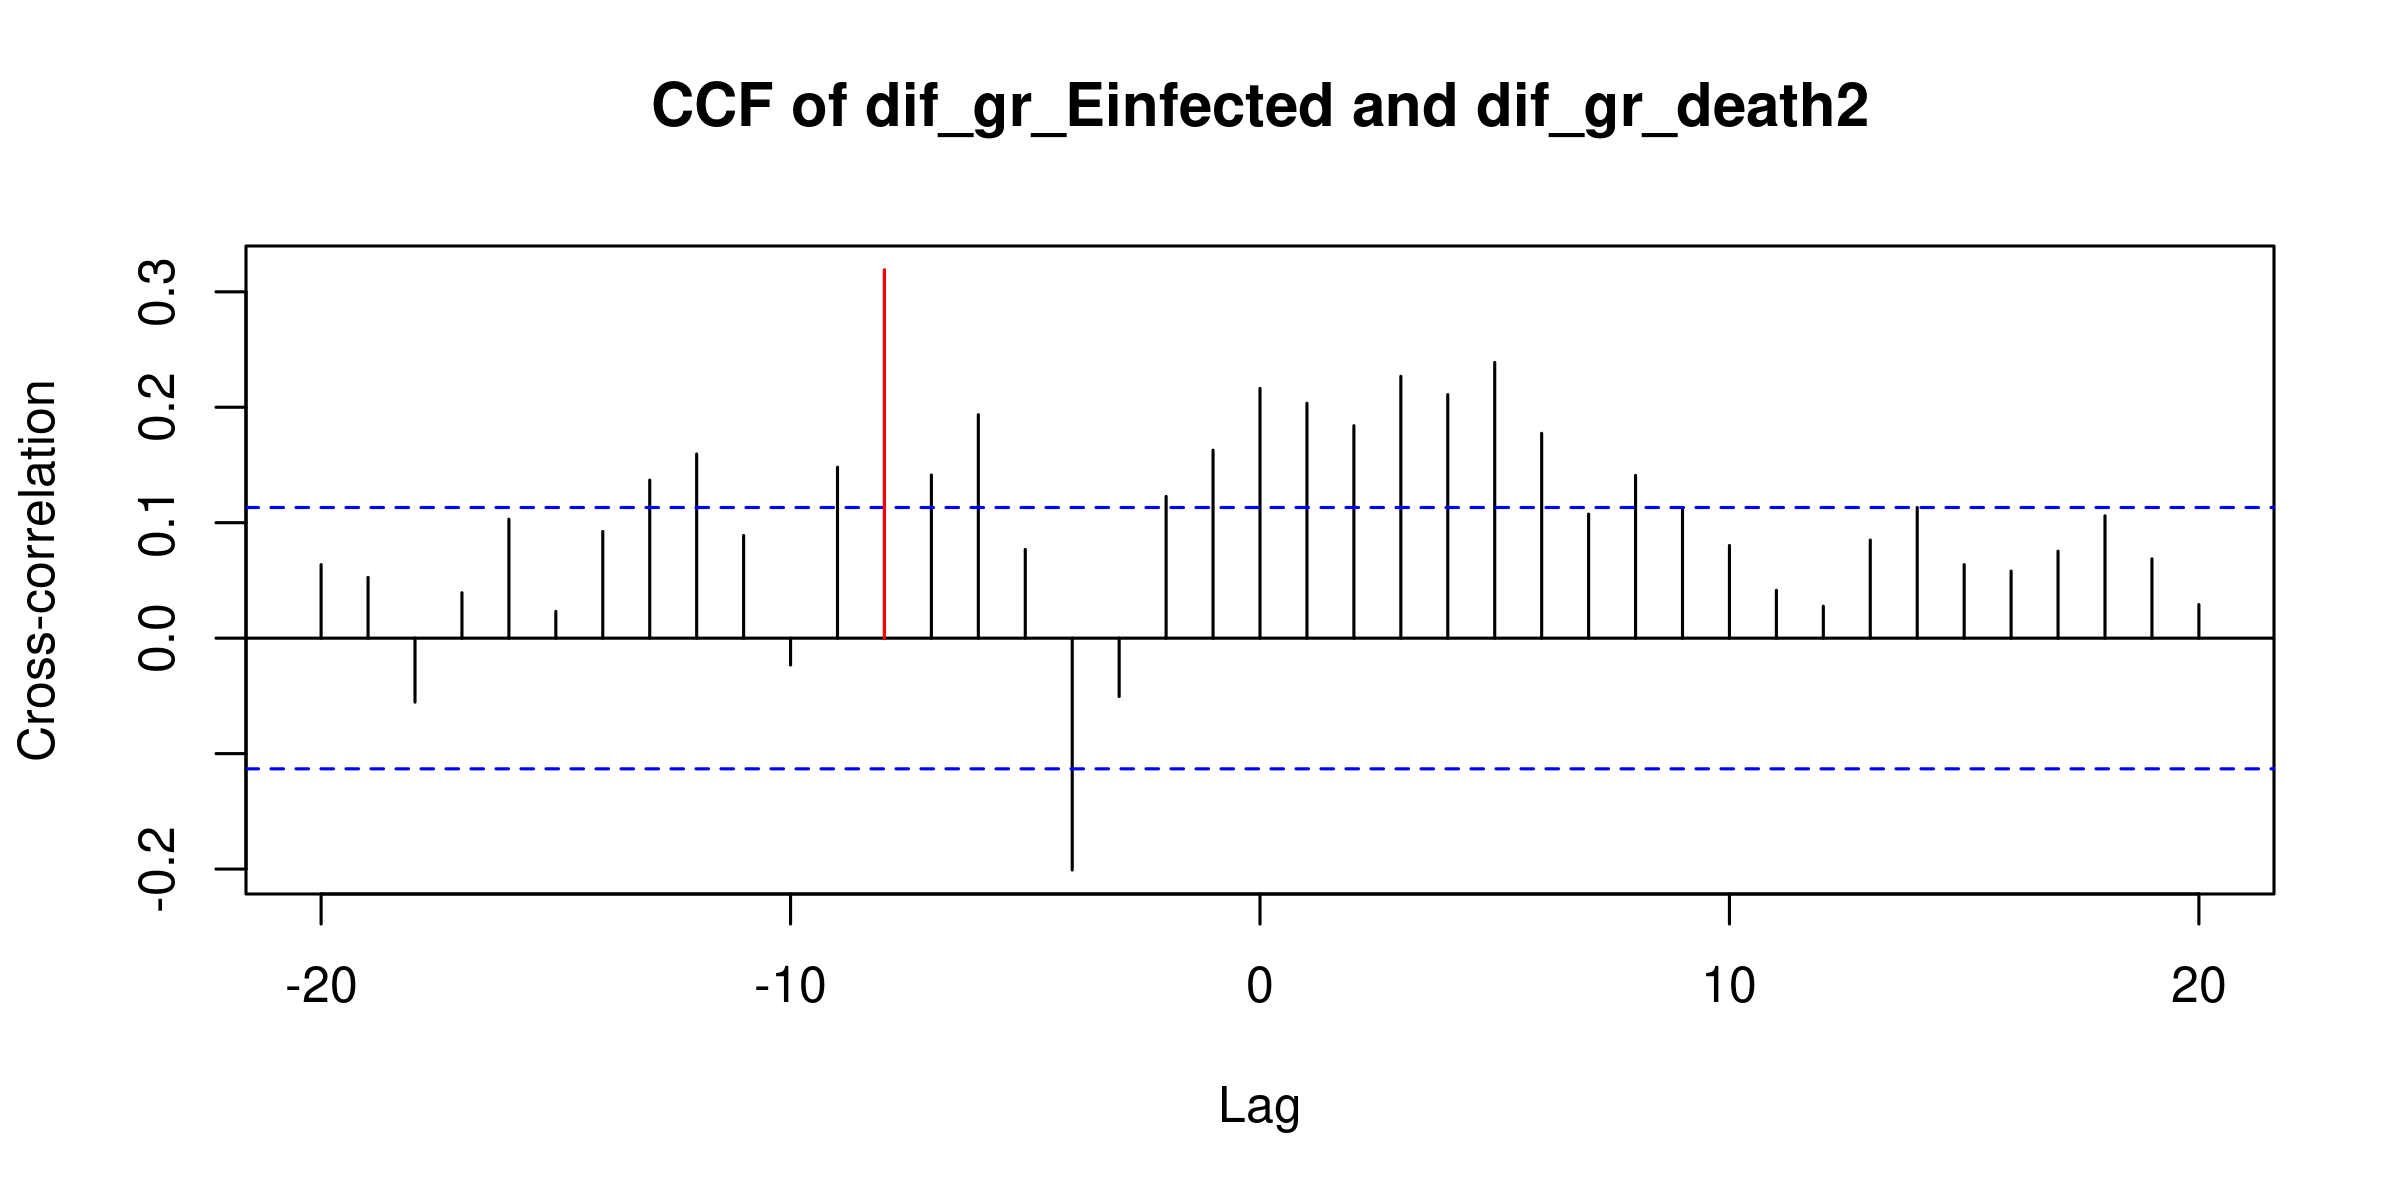 CCF of dif_gr_Einfected and dif_gr_death2
Cross-correlation
0.3
0.2
0.1
0.0
-0.2
-20 -10 0 10 20
Lag